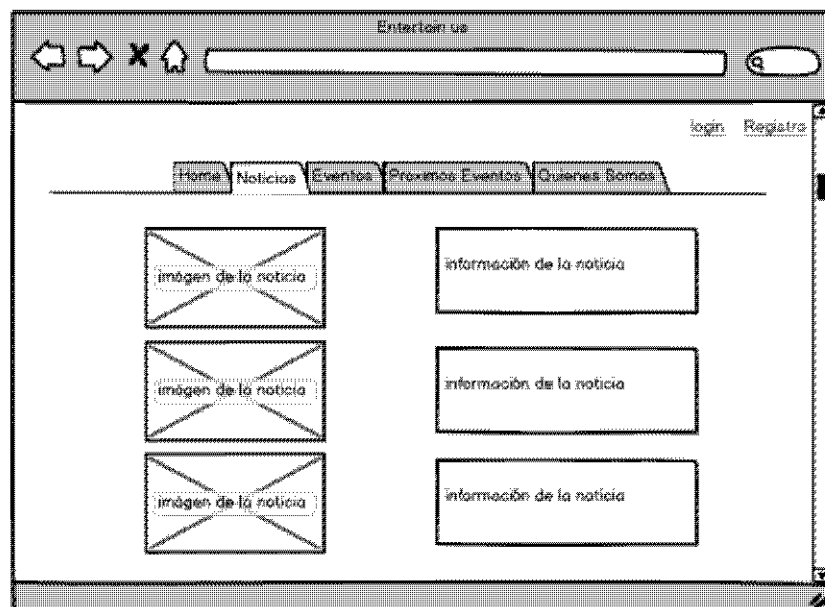 Entertain us
login Registro
Home Noticias Eventos Proximos Eventos Quienes Somos
imágen de la noticia información de la noticia
imágen de la noticia información de la noticia
imágen de la noticia información de la noticia